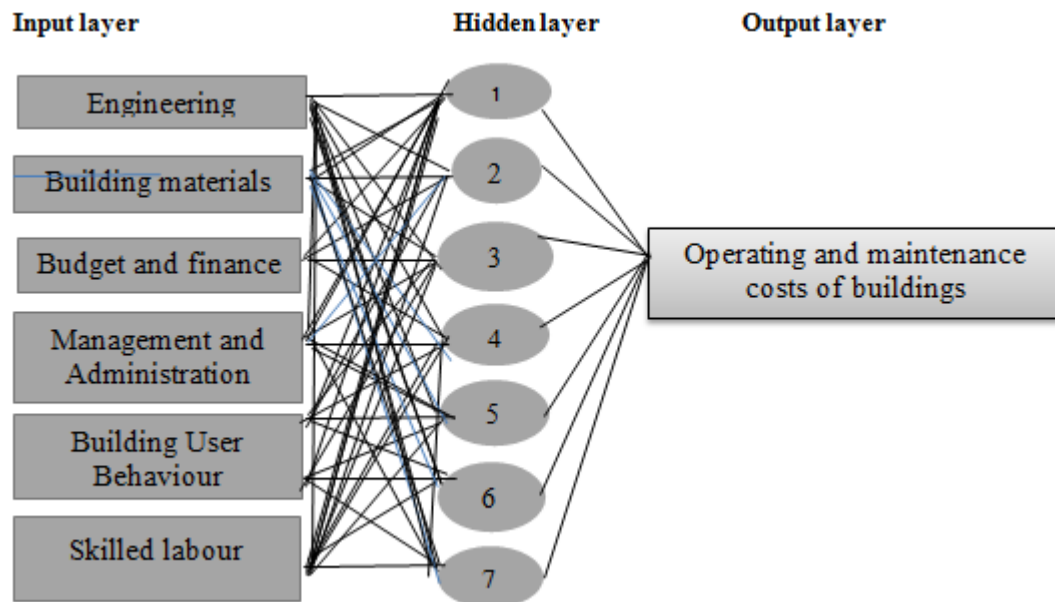 Input layer
Hidden layer
Output layer
Engineering
Building materials
Budget and finance
Management and
Administration
Building User
Behaviour
Skilled labour
1
2
3
4
5
6
7
Operating and maintenance
costs of buildings